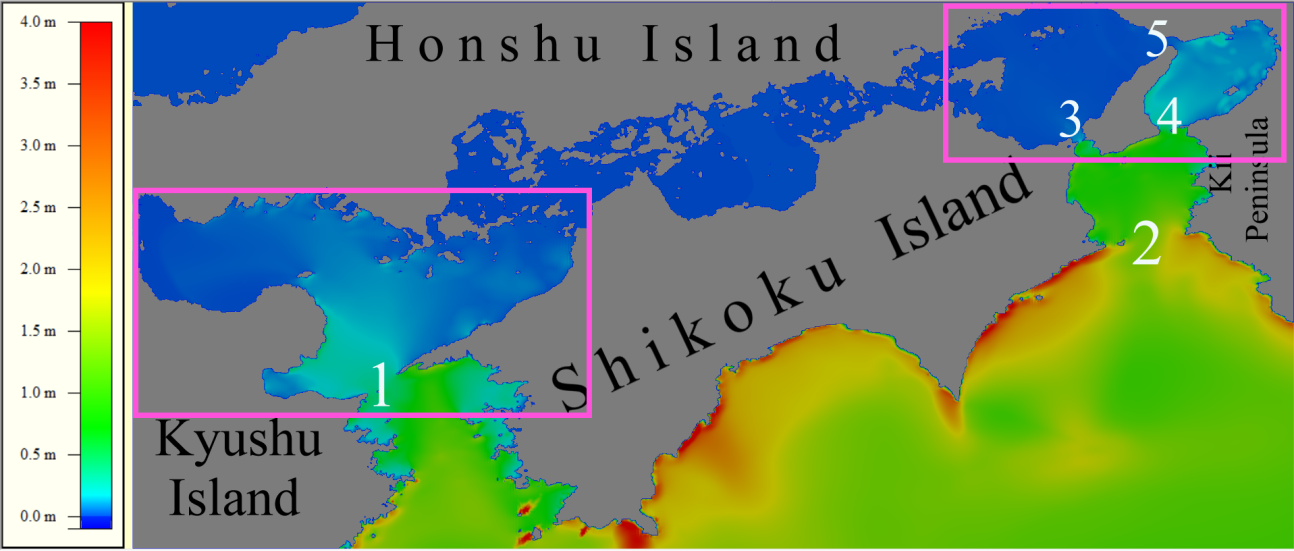 4.0 m
3.5 m
3.0 m
2.5 m
2.0 m
1.5 m
1.0 m
0.5 m
0.0 m
Honshu Island
5
3
4
Kii
Peninsula
Shikoku Island
2
1
Kyushu
Island